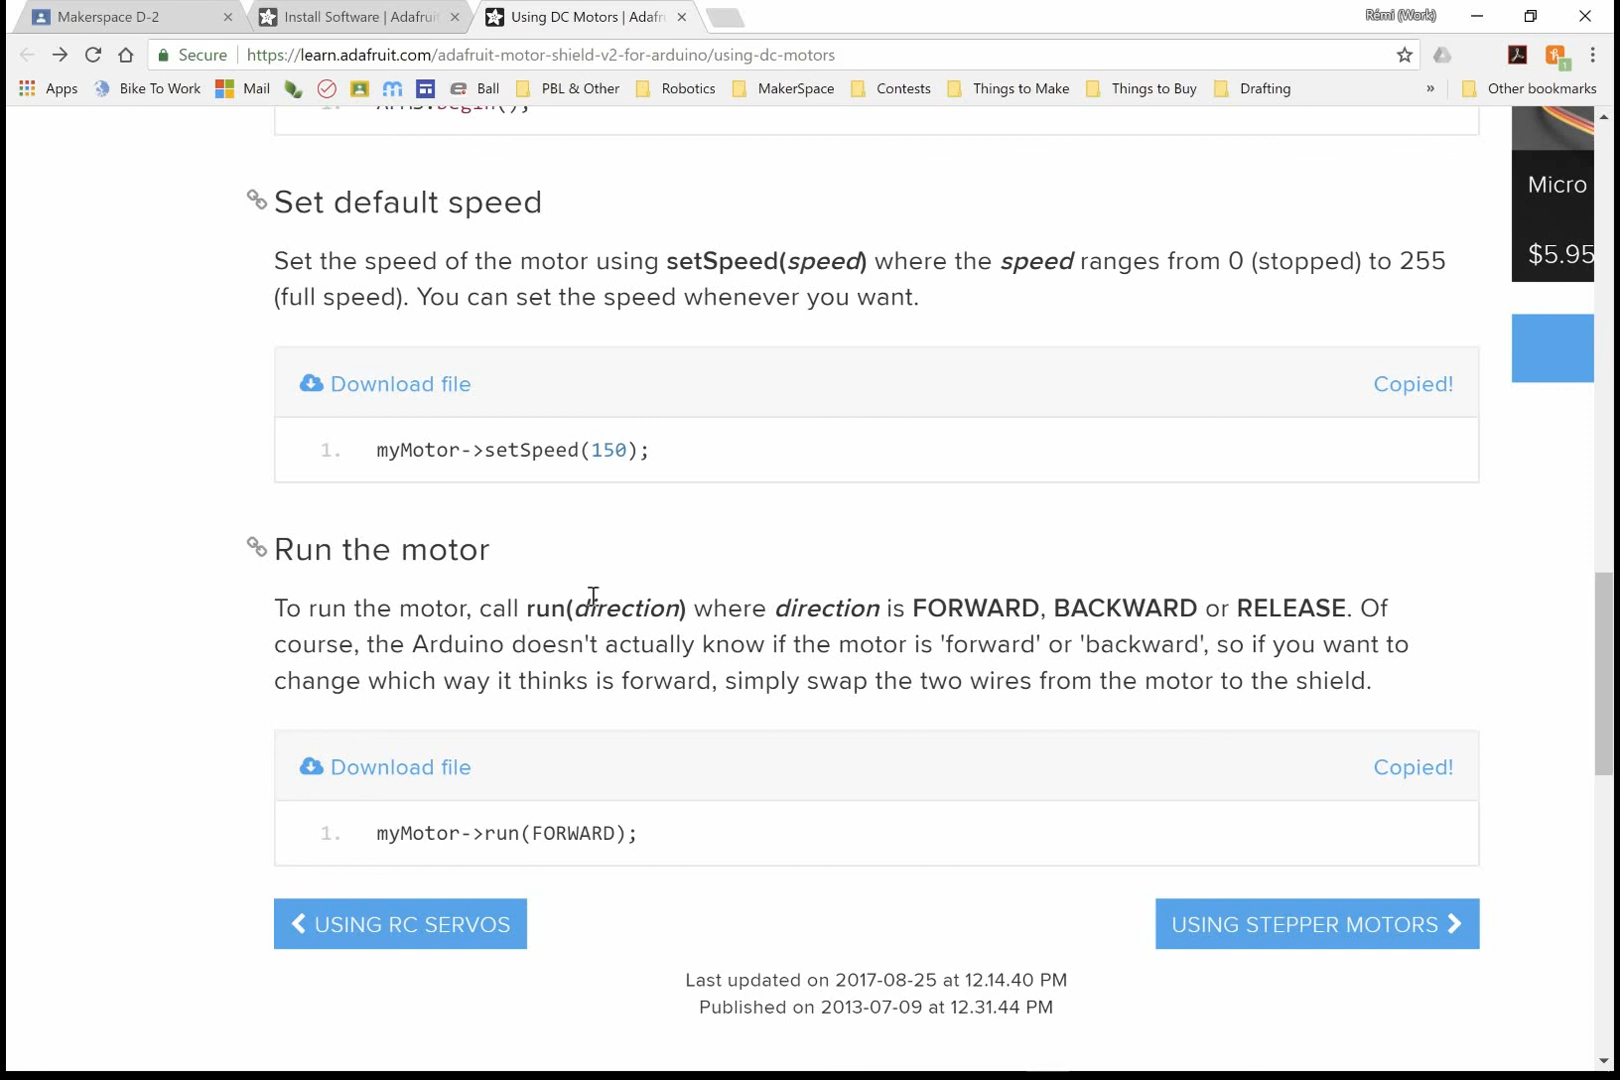 Makerspace D-2
Install Software | Adafruit
Using DC Motors | Adafr
Rémi (Work)
Secure
https://learn.adafruit.com/adafruit-motor-shield-v2-for-arduino/using-dc-motors
1
Apps
Bike To Work
Mail
Ball
PBL & Other
Robotics
MakerSpace
Contests
Things to Make
Things to Buy
Drafting
»
Other bookmarks
Set default speed
Micro
$5.95
Set the speed of the motor using setSpeed(speed) where the speed ranges from 0 (stopped) to 255
(full speed). You can set the speed whenever you want.
Download file
Copied!
1. myMotor->setSpeed(150);
Run the motor
To run the motor, call run(direction) where direction is FORWARD, BACKWARD or RELEASE. Of
course, the Arduino doesn't actually know if the motor is 'forward' or 'backward', so if you want to
change which way it thinks is forward, simply swap the two wires from the motor to the shield.
Download file
Copied!
1. myMotor->run(FORWARD);
USING RC SERVOS
USING STEPPER MOTORS
Last updated on 2017-08-25 at 12.14.40 PM
Published on 2013-07-09 at 12.31.44 PM